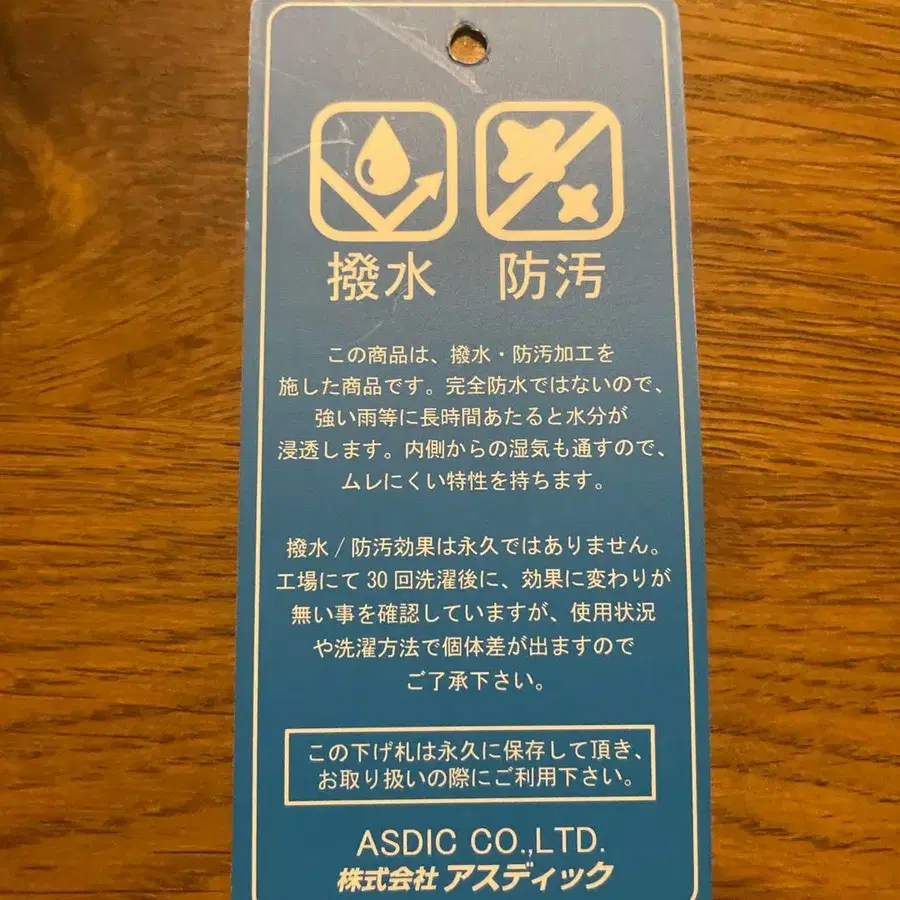 撥水 防汚
この商品は、撥水・防汚加工を
施した商品です。完全防水ではないので、
強い雨等に長時間あたると水分が
浸透します。内側からの湿気も通すので、
ムレにくい特性を持ちます。
撥水/防汚効果は永久ではありません。
工場にて30回洗濯後に、効果に変わりが
無い事を確認していますが、使用状況
や洗濯方法で個体差が出ますので
ご了承下さい。
この下げ札は永久に保存して頂き、
お取り扱いの際にご利用下さい。
ASDIC CO.,LTD.
株式会社 アスディック